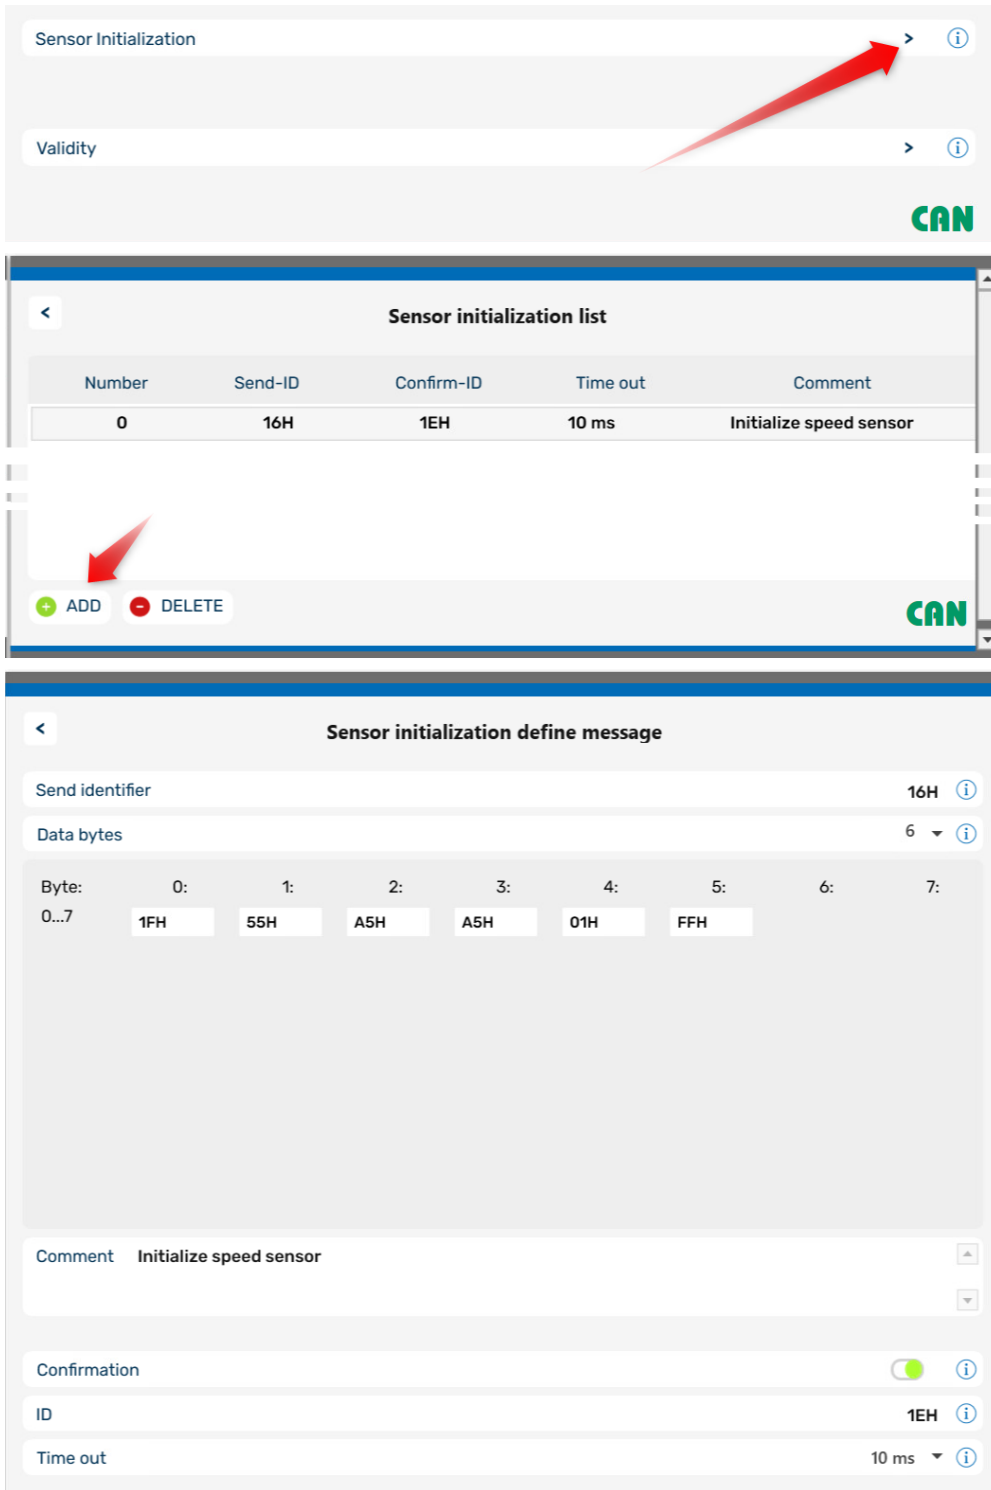 Sensor Initialization >
Validity >
CAN
< Sensor initialization list
Number Send-ID Confirm-ID Time out Comment
0 16H 1EH 10 ms Initialize speed sensor
+ ADD - DELETE
CAN
< Sensor initialization define message
Send identifier 16H i
Data bytes 6 i
Byte: 0: 1: 2: 3: 4: 5: 6: 7:
0...7 1FH 55H A5H A5H 01H FFH
Comment Initialize speed sensor
Confirmation i
ID 1EH i
Time out 10 ms i